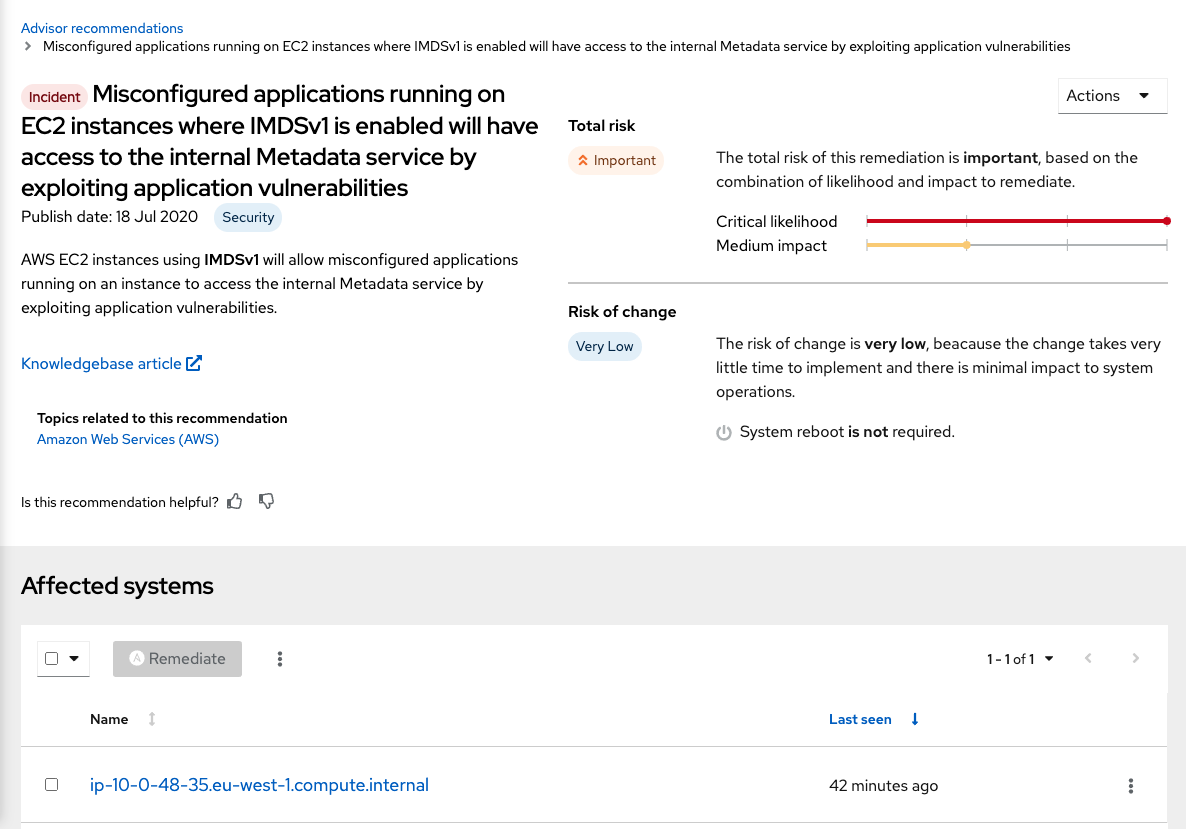 Advisor recommendations
Misconfigured applications running on EC2 instances where IMDSv1 is enabled will have access to the internal Metadata service by exploiting application vulnerabilities
Incident Misconfigured applications running on
EC2 instances where IMDSv1 is enabled will have
access to the internal Metadata service by
exploiting application vulnerabilities
Publish date: 18 Jul 2020 Security
AWS EC2 instances using IMDSv1 will allow misconfigured applications
running on an instance to access the internal Metadata service by
exploiting application vulnerabilities.
Knowledgebase article
Topics related to this recommendation
Amazon Web Services (AWS)
Is this recommendation helpful?
Actions
Total risk
Important
The total risk of this remediation is important, based on the
combination of likelihood and impact to remediate.
Critical likelihood
Medium impact
Risk of change
Very Low
The risk of change is very low, beacause the change takes very
little time to implement and there is minimal impact to system
operations.
System reboot is not required.
Affected systems
A Remediate
1 - 1 of 1
Name Last seen
ip-10-0-48-35.eu-west-1.compute.internal 42 minutes ago